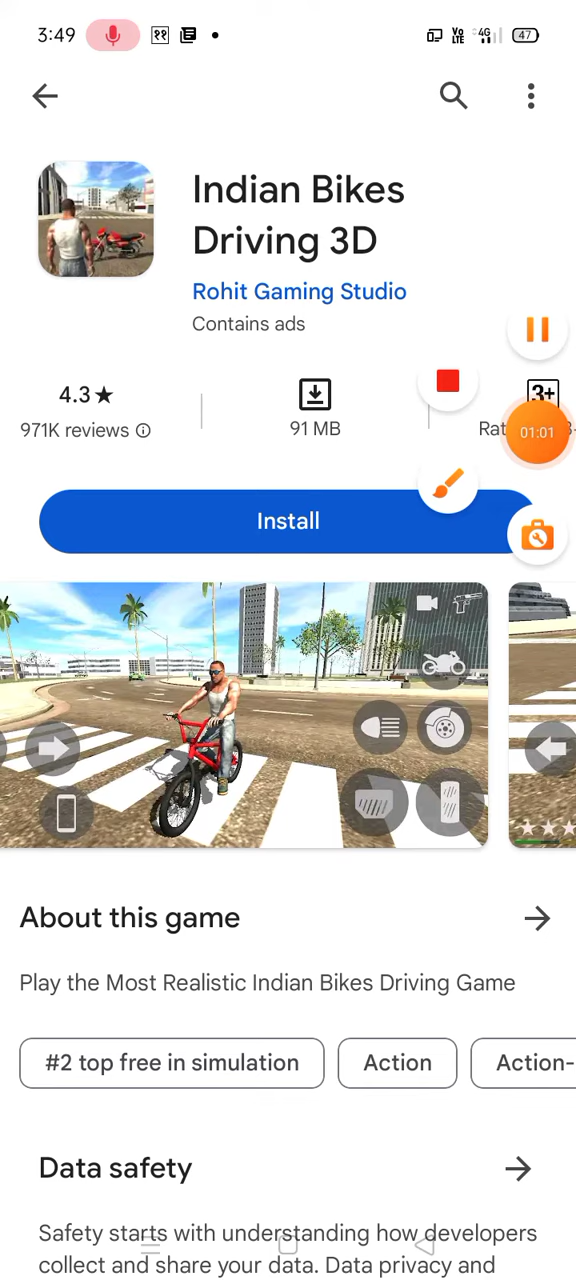 3:49
47
Indian Bikes
Driving 3D
Rohit Gaming Studio
Contains ads
4.3★
971K reviews
91 MB
3+
01:01
Install
About this game
Play the Most Realistic Indian Bikes Driving Game
#2 top free in simulation
Action
Action-
Data safety
Safety starts with understanding how developers
collect and share your data. Data privacy and